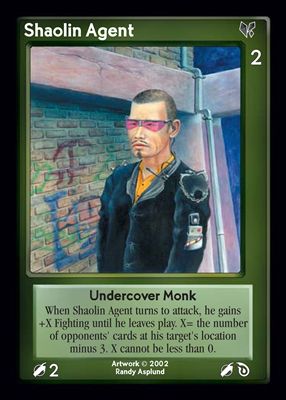 Shaolin Agent
2
Undercover Monk
When Shaolin Agent turns to attack, he gains
+X Fighting until he leaves play. X= the number
of opponents' cards at his target's location
minus 3. X cannot be less than 0.
2
Artwork © 2002
Randy Asplund